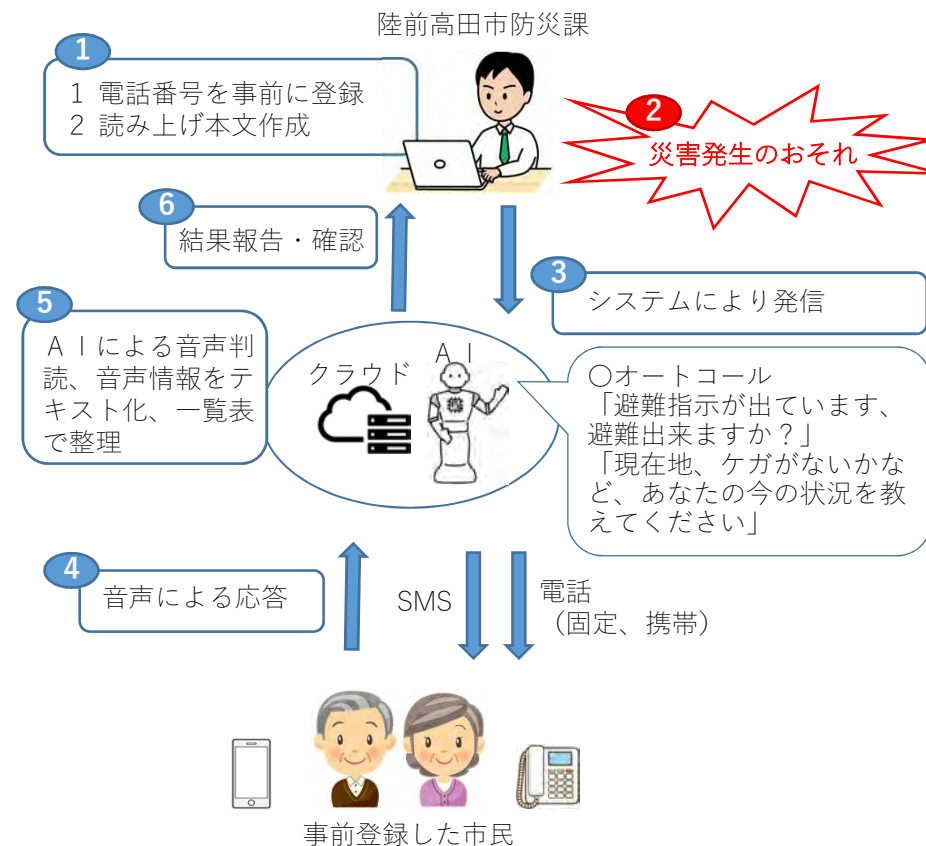 陸前高田市防災課
1
1 電話番号を事前に登録
2 読み上げ本文作成
2
災害発生のおそれ
6
結果報告・確認
3
システムにより発信
5
ＡＩによる音声判
読、音声情報をテ
キスト化、一覧表
で整理
クラウド
ＡＩ
〇オートコール
「避難指示が出ています、
避難出来ますか？」
「現在地、ケガがないかな
ど、あなたの今の状況を教
えてください」
4
音声による応答
SMS
電話
（固定、携帯）
事前登録した市民